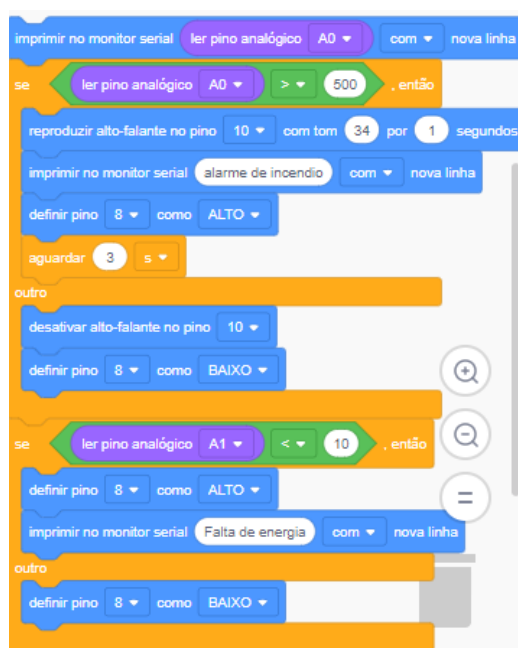 imprimir no monitor serial ler pino analógico A0 com nova linha
se ler pino analógico A0 > 500 , então
reproduzir alto-falante no pino 10 com tom 34 por 1 segundos
imprimir no monitor serial alarme de incendio com nova linha
definir pino 8 como ALTO
aguardar 3 s
outro
desativar alto-falante no pino 10
definir pino 8 como BAIXO
se ler pino analógico A1 < 10 , então
definir pino 8 como ALTO
imprimir no monitor serial Falta de energia com nova linha
outro
definir pino 8 como BAIXO